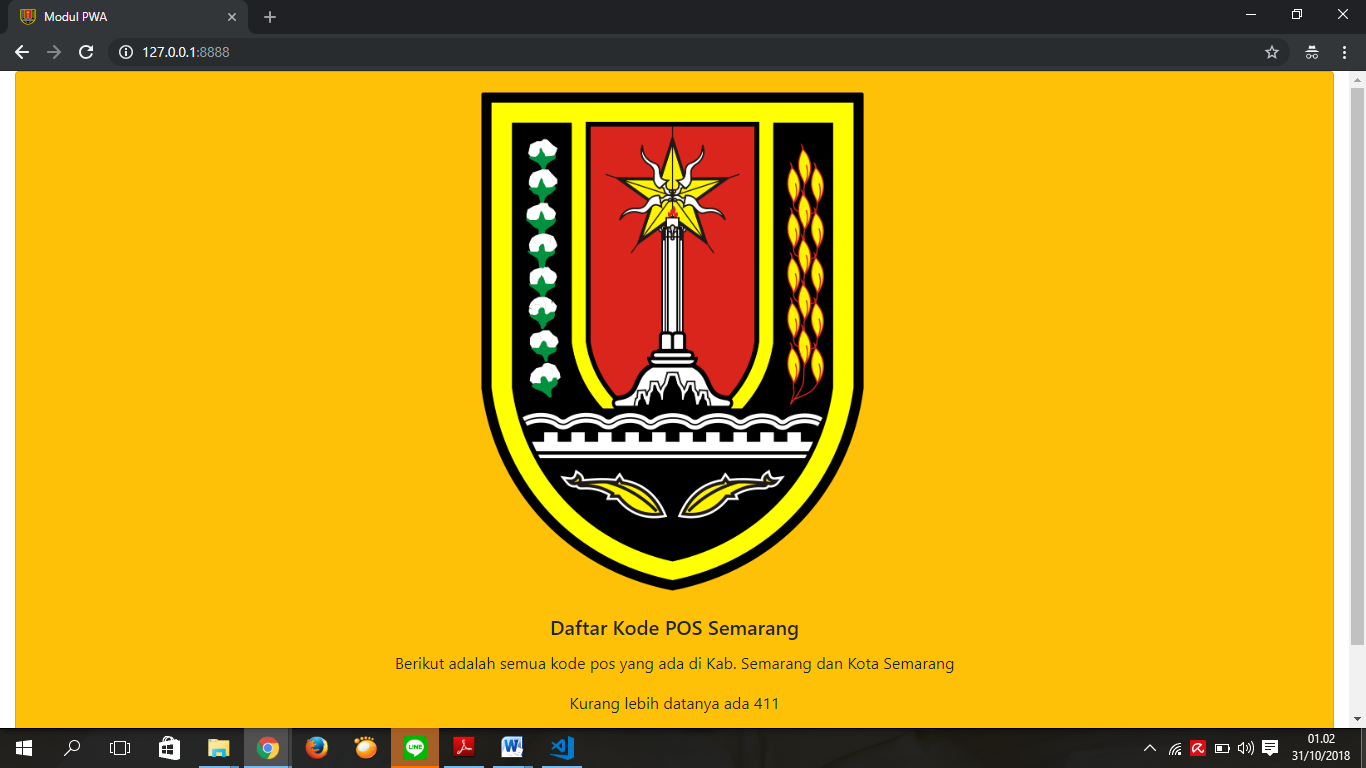 Modul PWA
127.0.0.1:8888
Daftar Kode POS Semarang
Berikut adalah semua kode pos yang ada di Kab. Semarang dan Kota Semarang
Kurang lebih datanya ada 411
LINE
W
01.02
31/10/2018